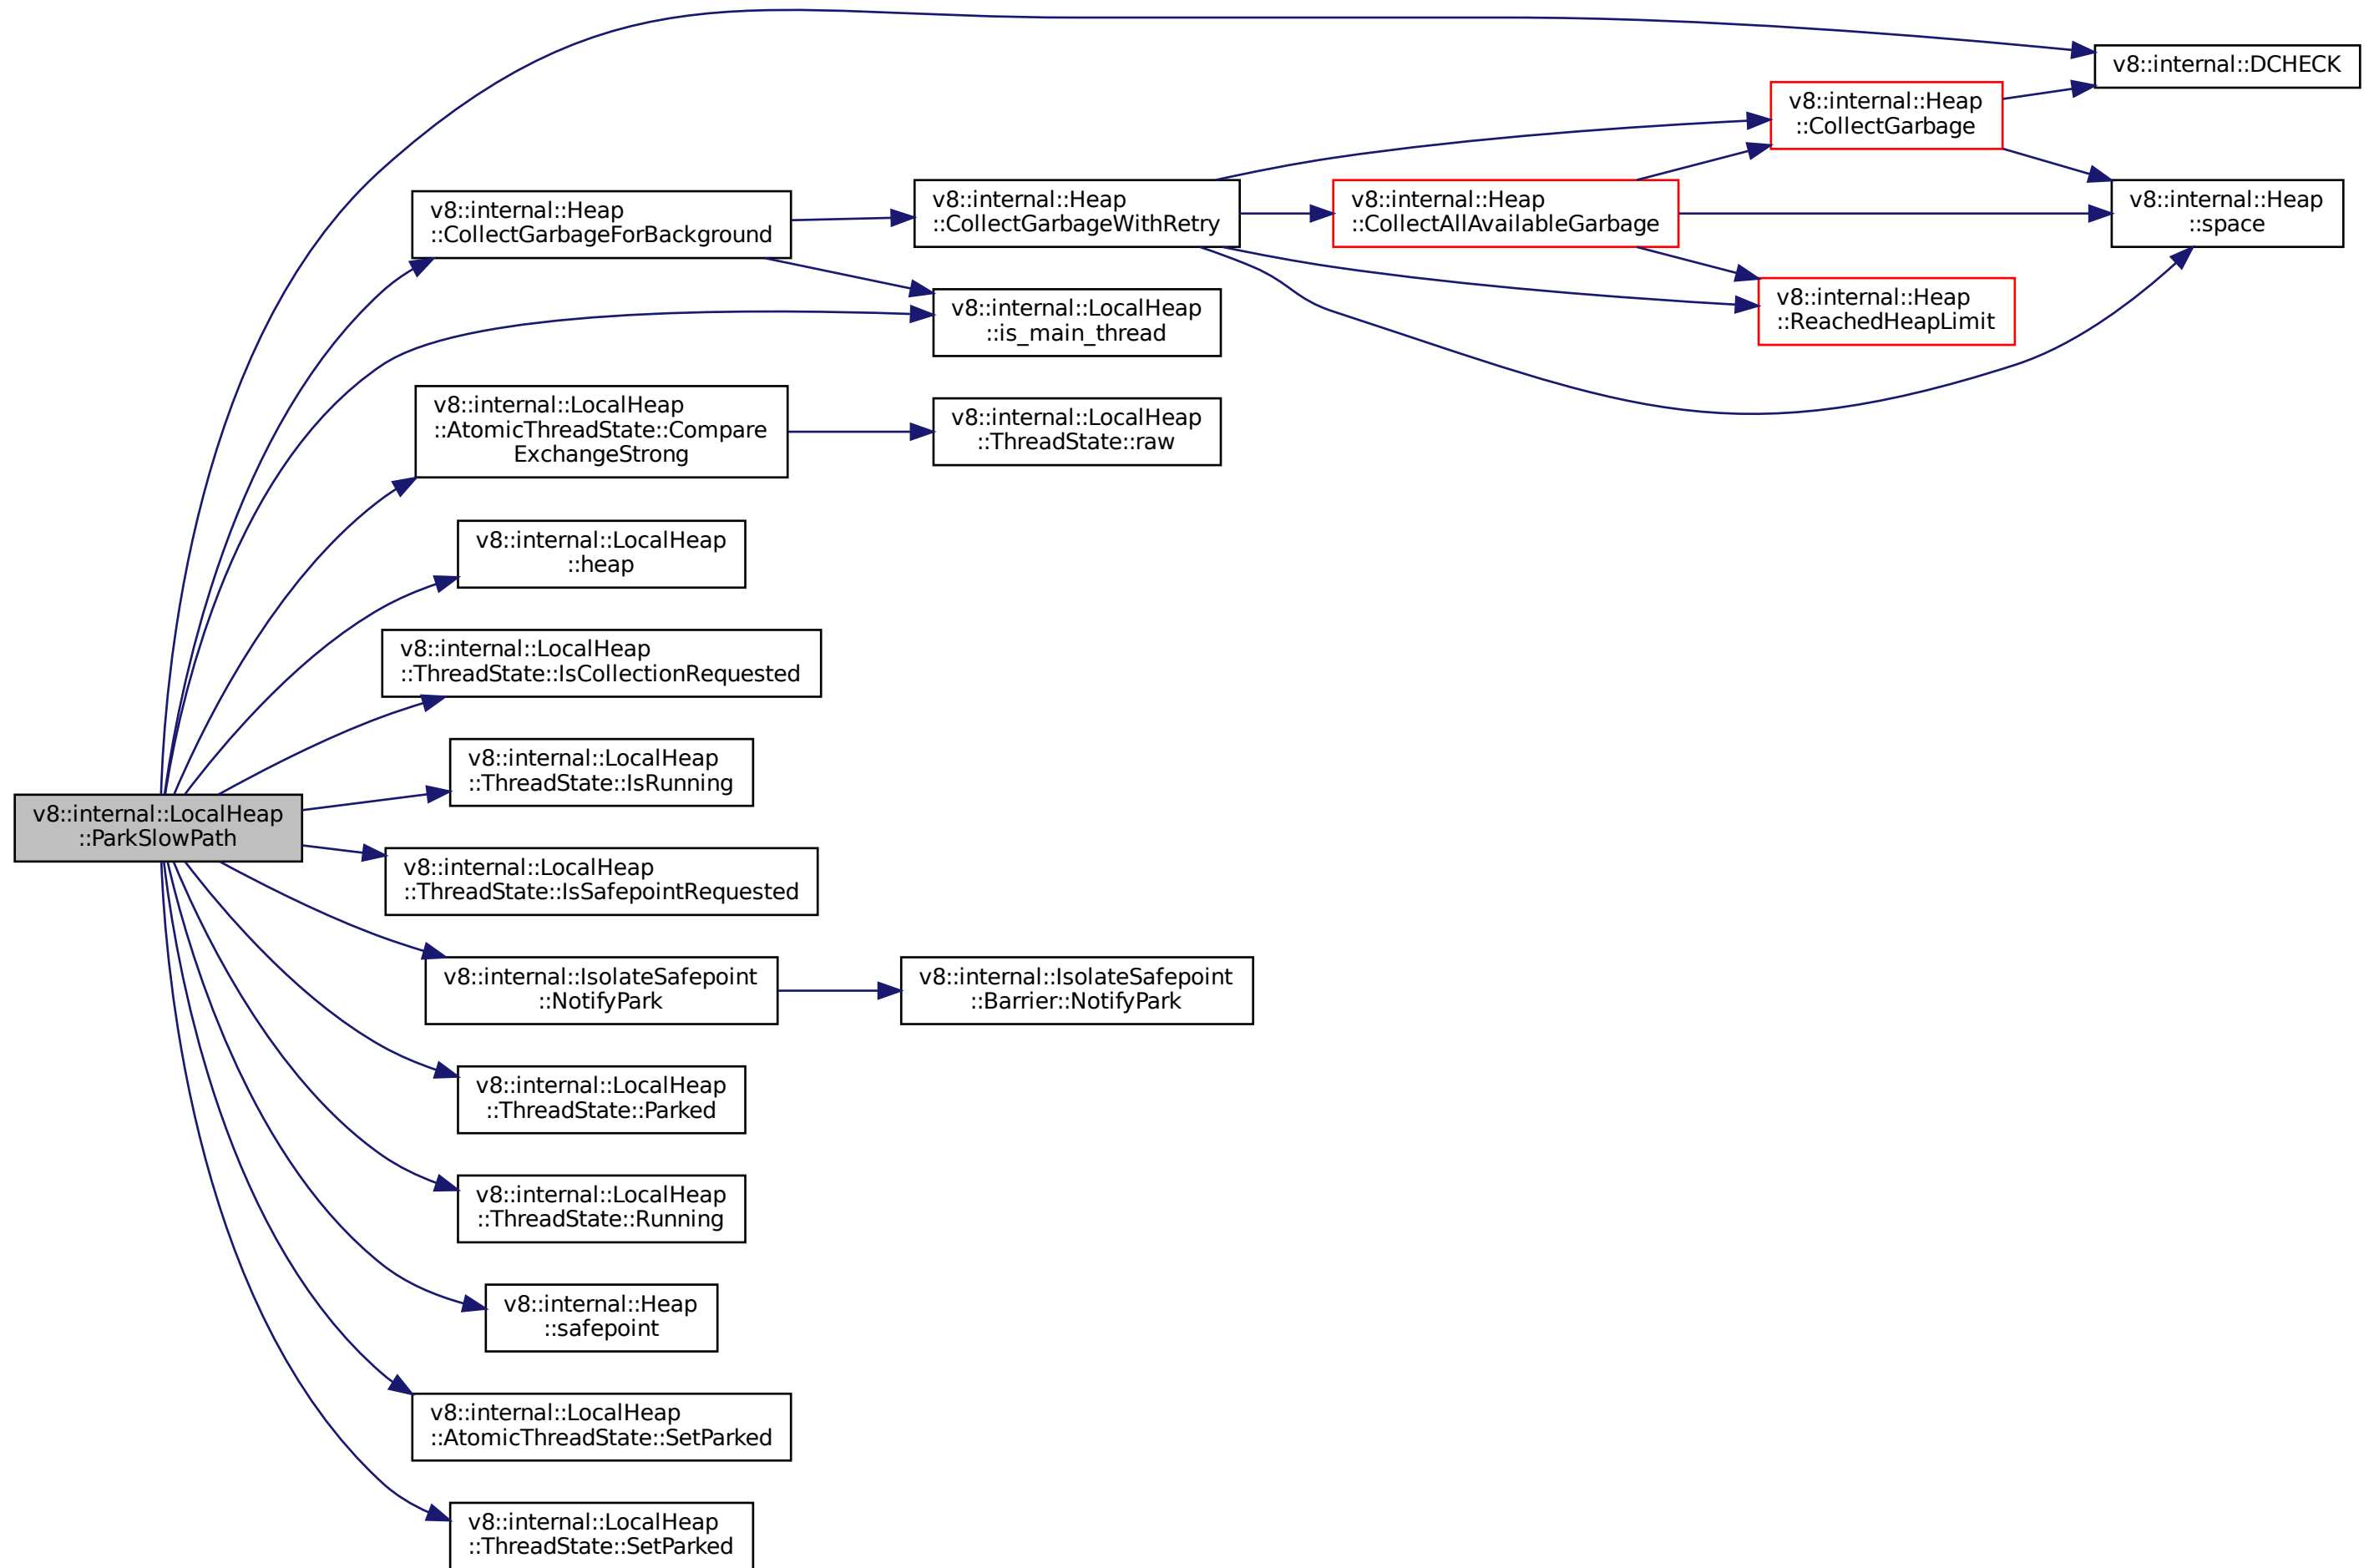 v8::internal::DCHECK
v8::internal::Heap
::CollectGarbage
v8::internal::Heap
::CollectGarbageForBackground
v8::internal::Heap
::CollectGarbageWithRetry
v8::internal::Heap
::CollectAllAvailableGarbage
v8::internal::Heap
::space
v8::internal::LocalHeap
::is_main_thread
v8::internal::Heap
::ReachedHeapLimit
v8::internal::LocalHeap
::AtomicThreadState::Compare
ExchangeStrong
v8::internal::LocalHeap
::ThreadState::raw
v8::internal::LocalHeap
::heap
v8::internal::LocalHeap
::ThreadState::IsCollectionRequested
v8::internal::LocalHeap
::ThreadState::IsRunning
v8::internal::LocalHeap
::ParkSlowPath
v8::internal::LocalHeap
::ThreadState::IsSafepointRequested
v8::internal::IsolateSafepoint
::NotifyPark
v8::internal::IsolateSafepoint
::Barrier::NotifyPark
v8::internal::LocalHeap
::ThreadState::Parked
v8::internal::LocalHeap
::ThreadState::Running
v8::internal::Heap
::safepoint
v8::internal::LocalHeap
::AtomicThreadState::SetParked
v8::internal::LocalHeap
::ThreadState::SetParked